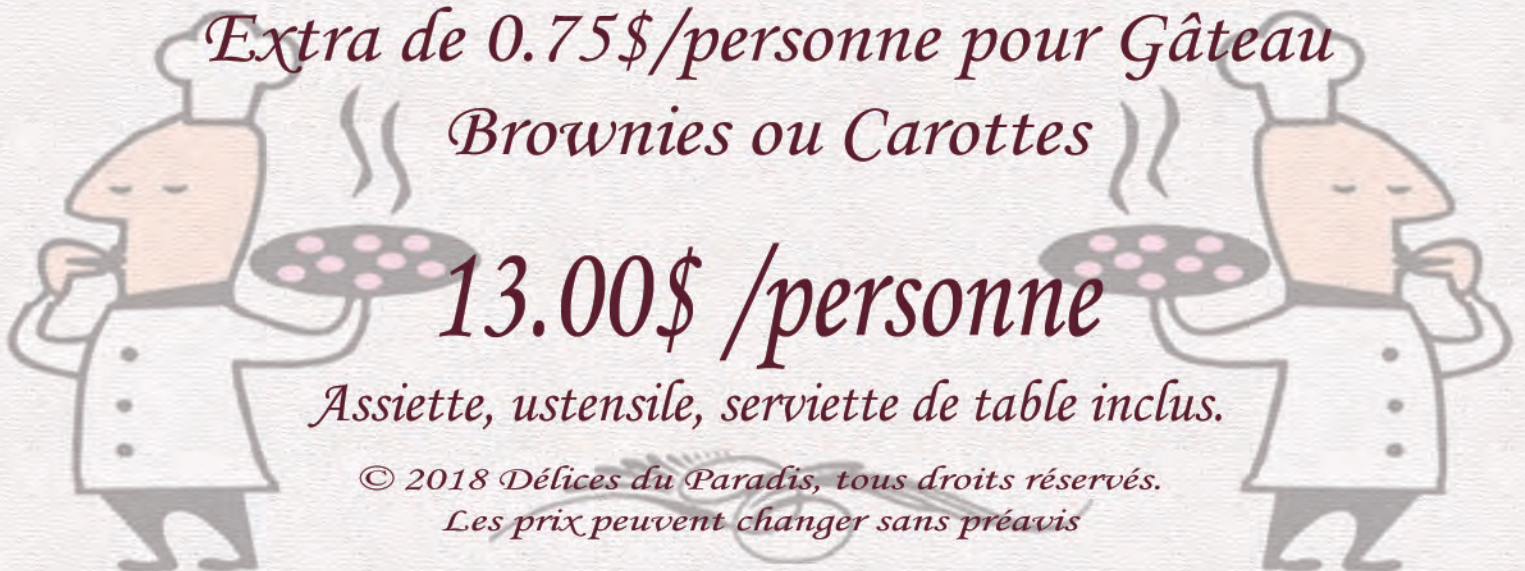 Extra de 0.75$/personne pour Gâteau
Brownies ou Carottes
13.00$ /personne
Assiette, ustensile, serviette de table inclus.
© 2018 Délices du Paradis, tous droits réservés.
Les prix peuvent changer sans préavis